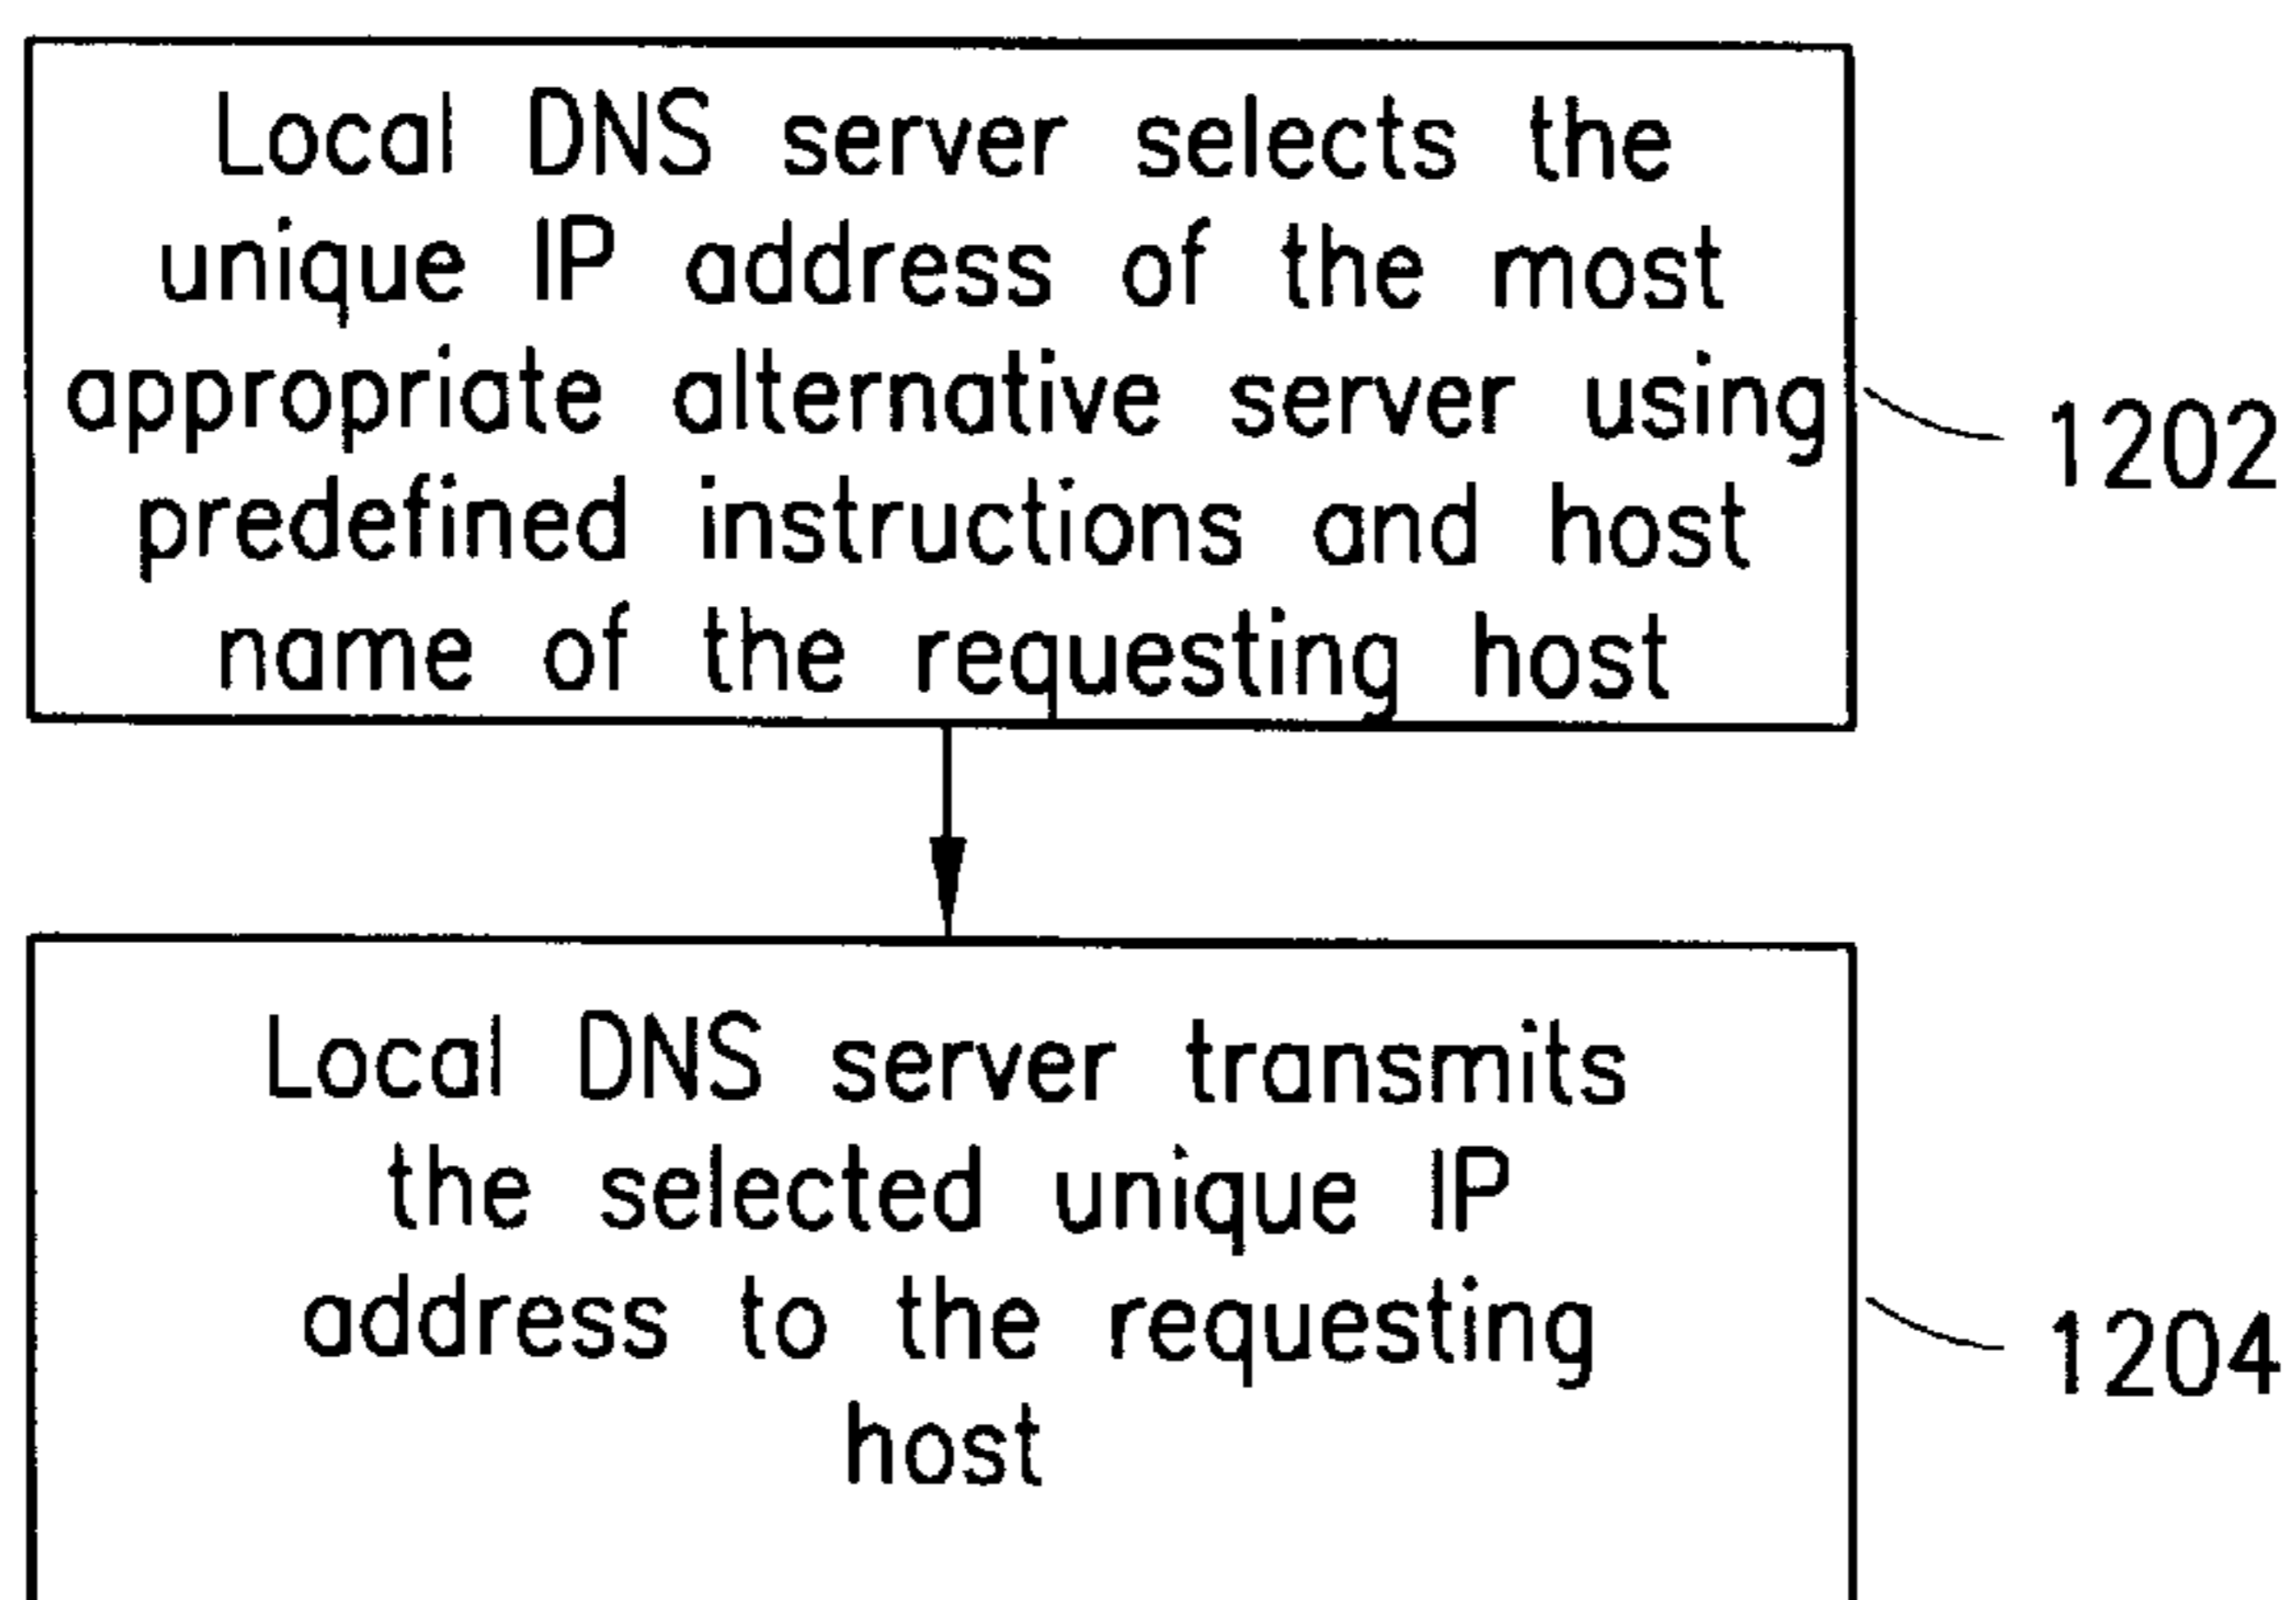 Local DNS server selects the
unique IP address of the most
appropriate alternative server using
predefined instructions and host
name of the requesting host
1202
Local DNS server transmits
the selected unique IP
address to the requesting
host
1204